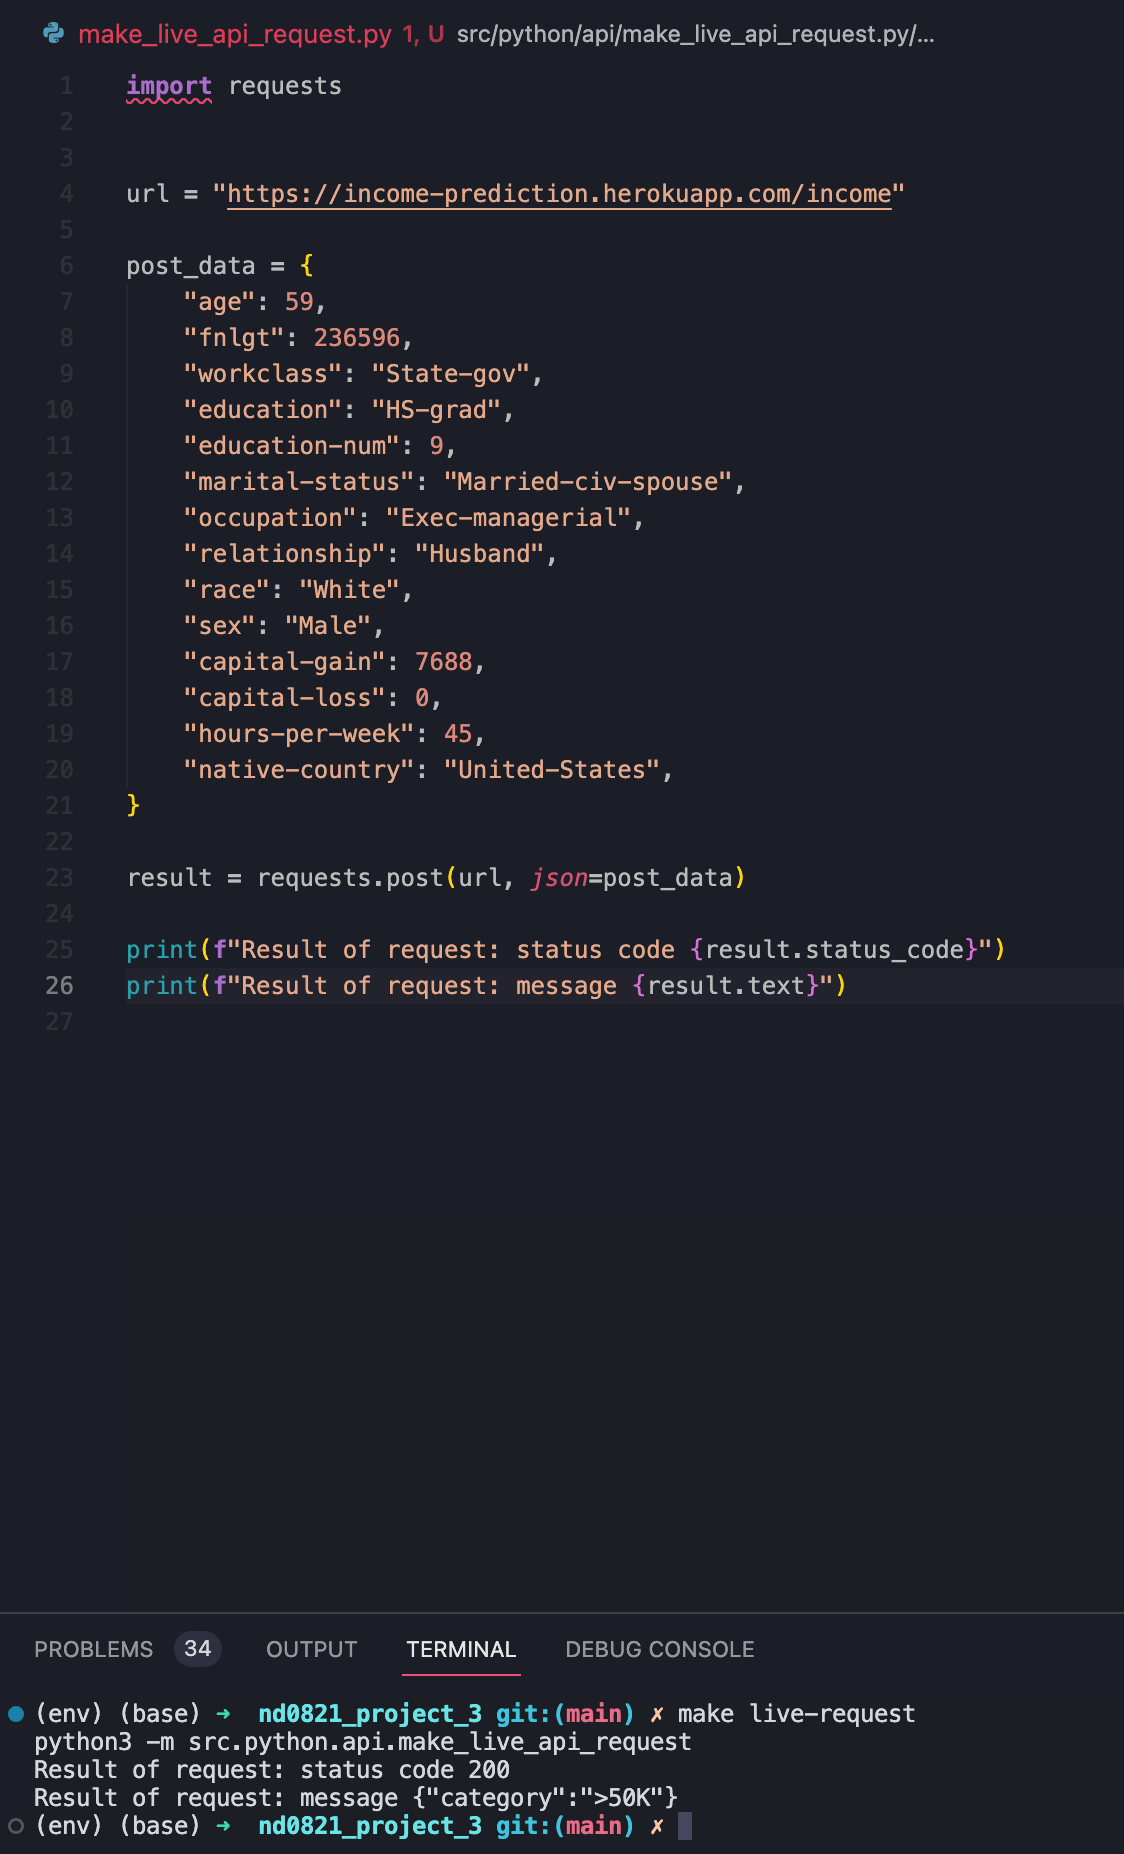 make_live_api_request.py 1, U src/python/api/make_live_api_request.py/...
1 import requests
2
3
4 url = "https://income-prediction.herokuapp.com/income"
5
6 post_data = {
7     "age": 59,
8     "fnlgt": 236596,
9     "workclass": "State-gov",
10     "education": "HS-grad",
11     "education-num": 9,
12     "marital-status": "Married-civ-spouse",
13     "occupation": "Exec-managerial",
14     "relationship": "Husband",
15     "race": "White",
16     "sex": "Male",
17     "capital-gain": 7688,
18     "capital-loss": 0,
19     "hours-per-week": 45,
20     "native-country": "United-States",
21 }
22
23 result = requests.post(url, json=post_data)
24
25 print(f"Result of request: status code {result.status_code}")
26 print(f"Result of request: message {result.text}")
27
PROBLEMS 34 OUTPUT TERMINAL DEBUG CONSOLE
(env) (base) ➜ nd0821_project_3 git:(main) ✗ make live-request
python3 -m src.python.api.make_live_api_request
Result of request: status code 200
Result of request: message {"category":">50K"}
(env) (base) ➜ nd0821_project_3 git:(main) ✗